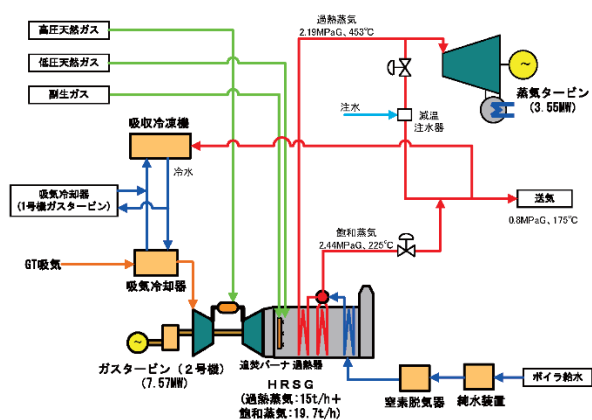 高圧天然ガス
低圧天然ガス
副生ガス
過熱蒸気
2.19MPaG、453℃
~
蒸気タービン
(3.55MW)
注水
減温
注水器
吸収冷凍機
冷水
吸気冷却器
(1号機ガスタービン)
送気
0.8MPaG、175℃
飽和蒸気
2.44MPaG、225℃
GT吸気
吸気冷却器
~
ガスタービン(2号機)
(7.57MW)
追焚バーナ 過熱器
HRSG
(過熱蒸気:15t/h+
飽和蒸気:19.7t/h)
窒素脱気器
純水装置
ボイラ給水